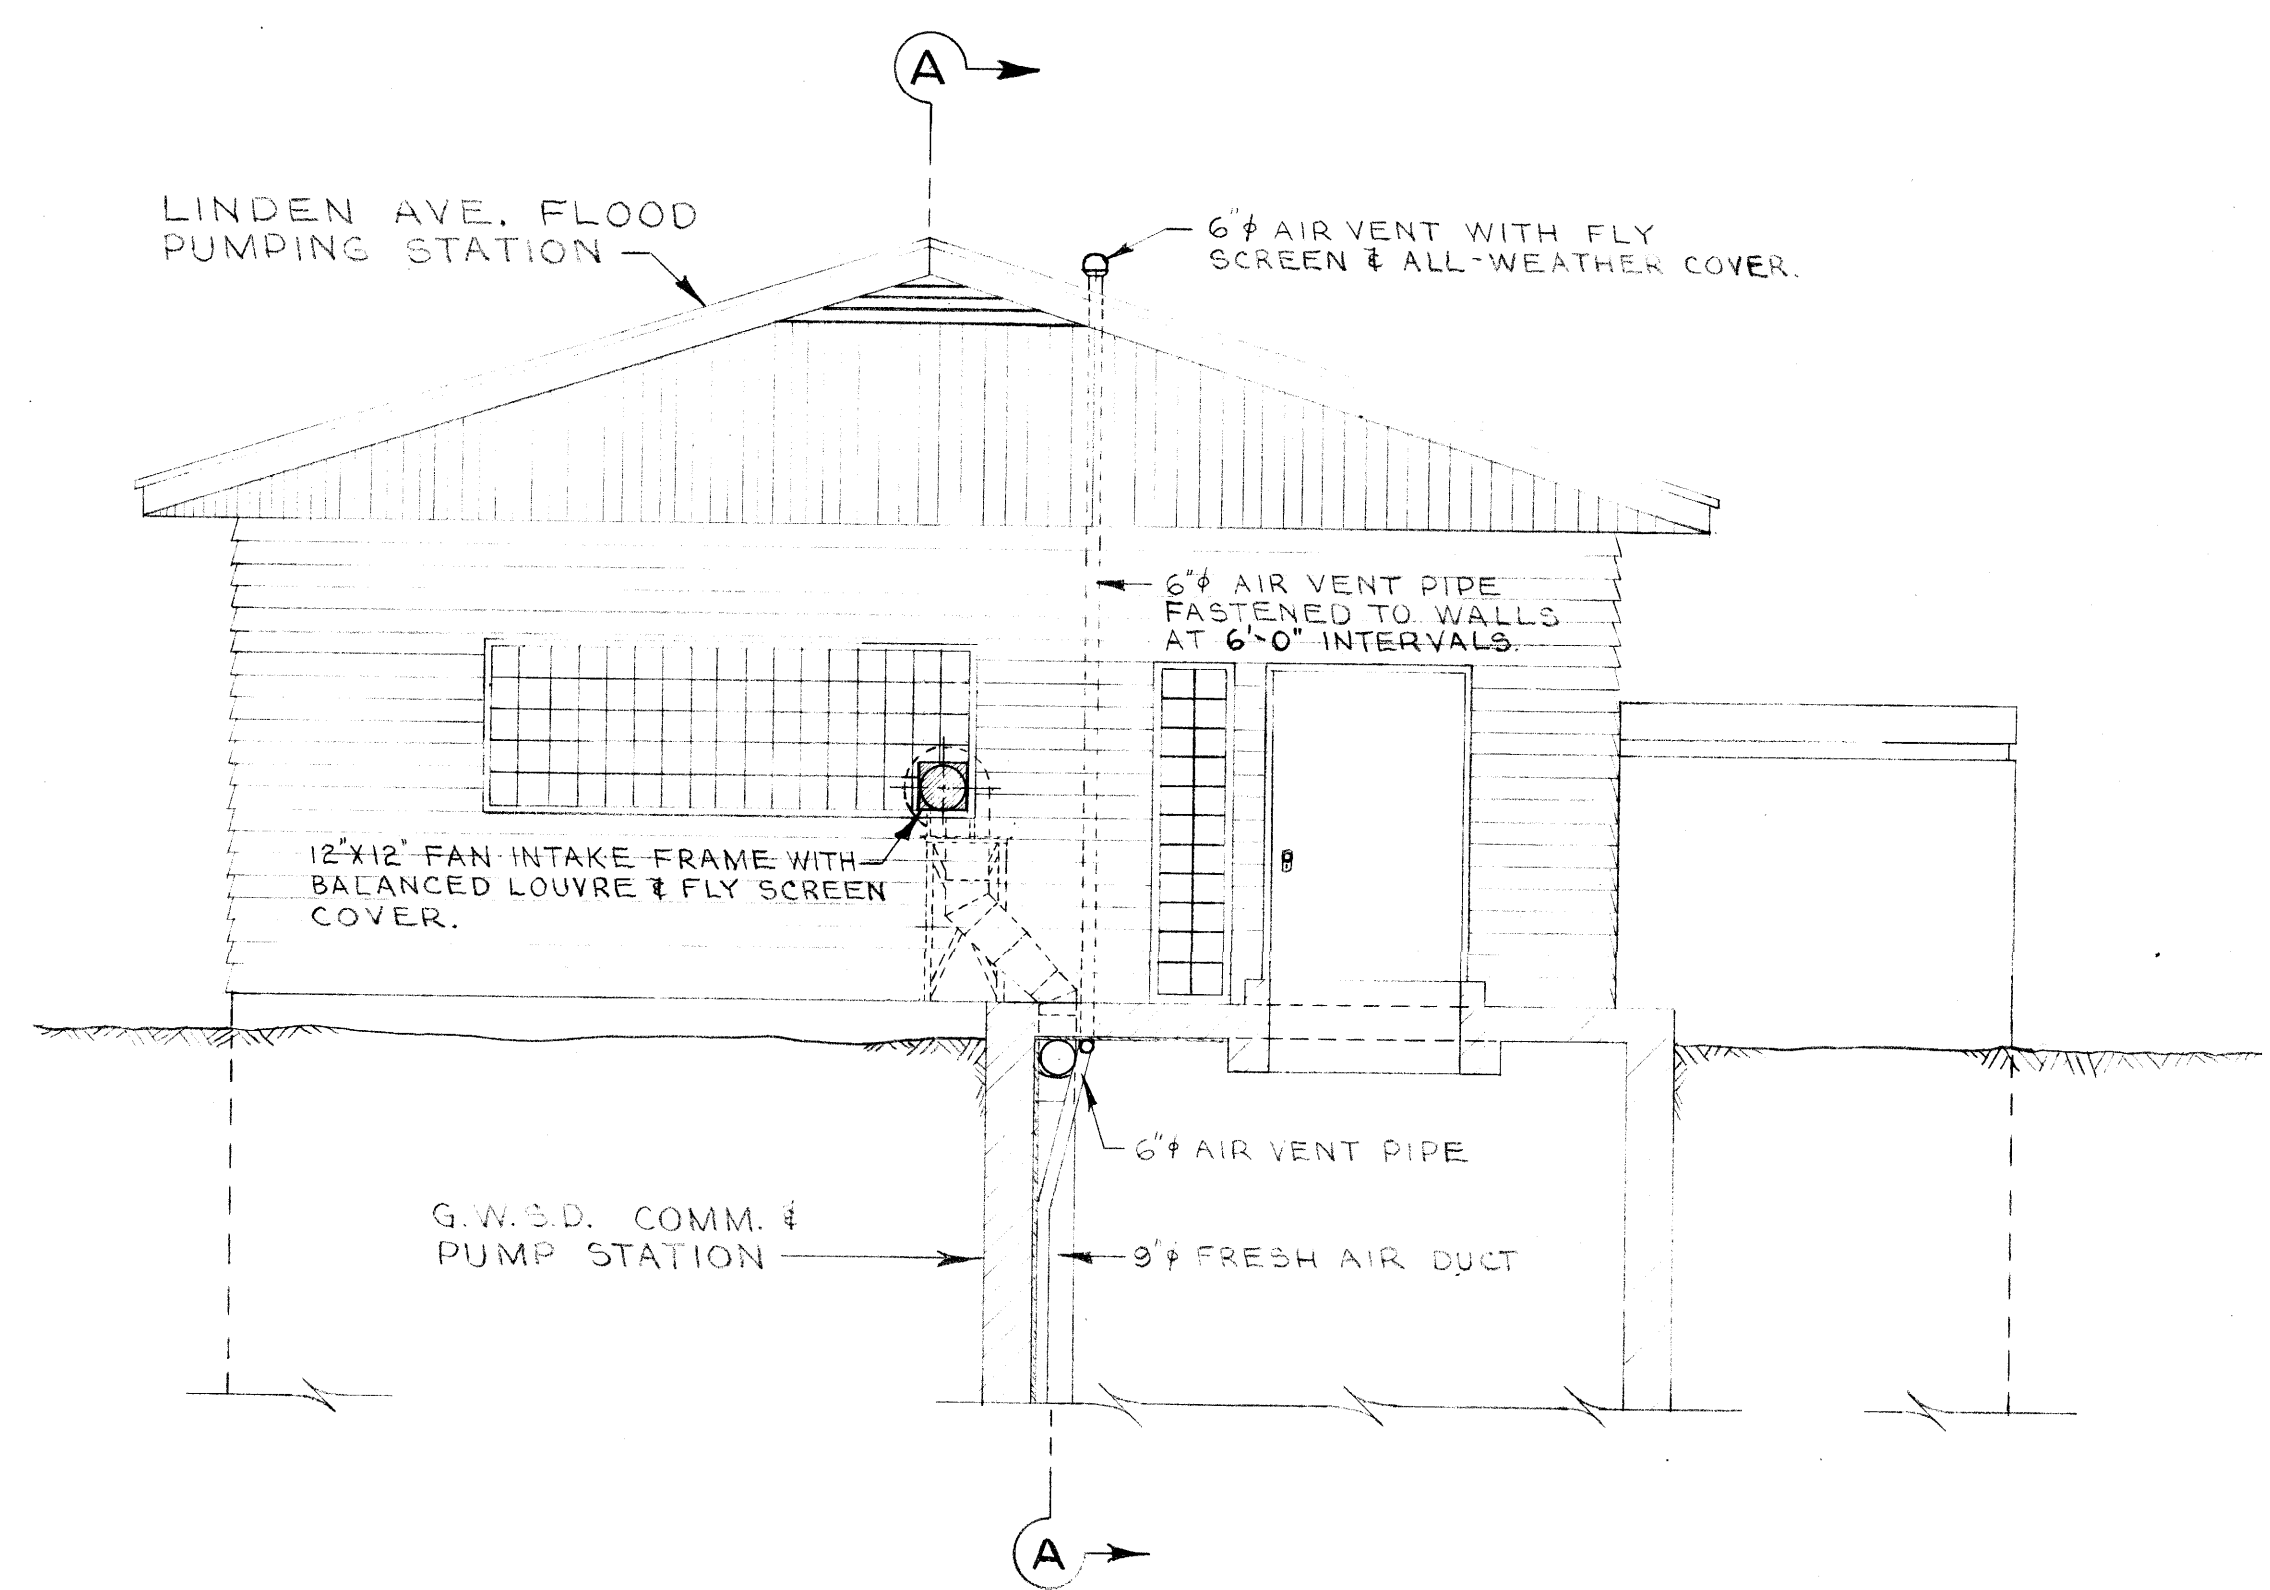 A
LINDEN AVE. FLOOD
PUMPING STATION
6"φ AIR VENT WITH FLY
SCREEN & ALL-WEATHER COVER.
6"φ AIR VENT PIPE
FASTENED TO WALLS
AT 6'-0" INTERVALS.
12"X12" FAN INTAKE FRAME WITH
BALANCED LOUVRE & FLY SCREEN
COVER.
6"φ AIR VENT PIPE
G.W.S.D. COMM. &
PUMP STATION
9"φ FRESH AIR DUCT
A